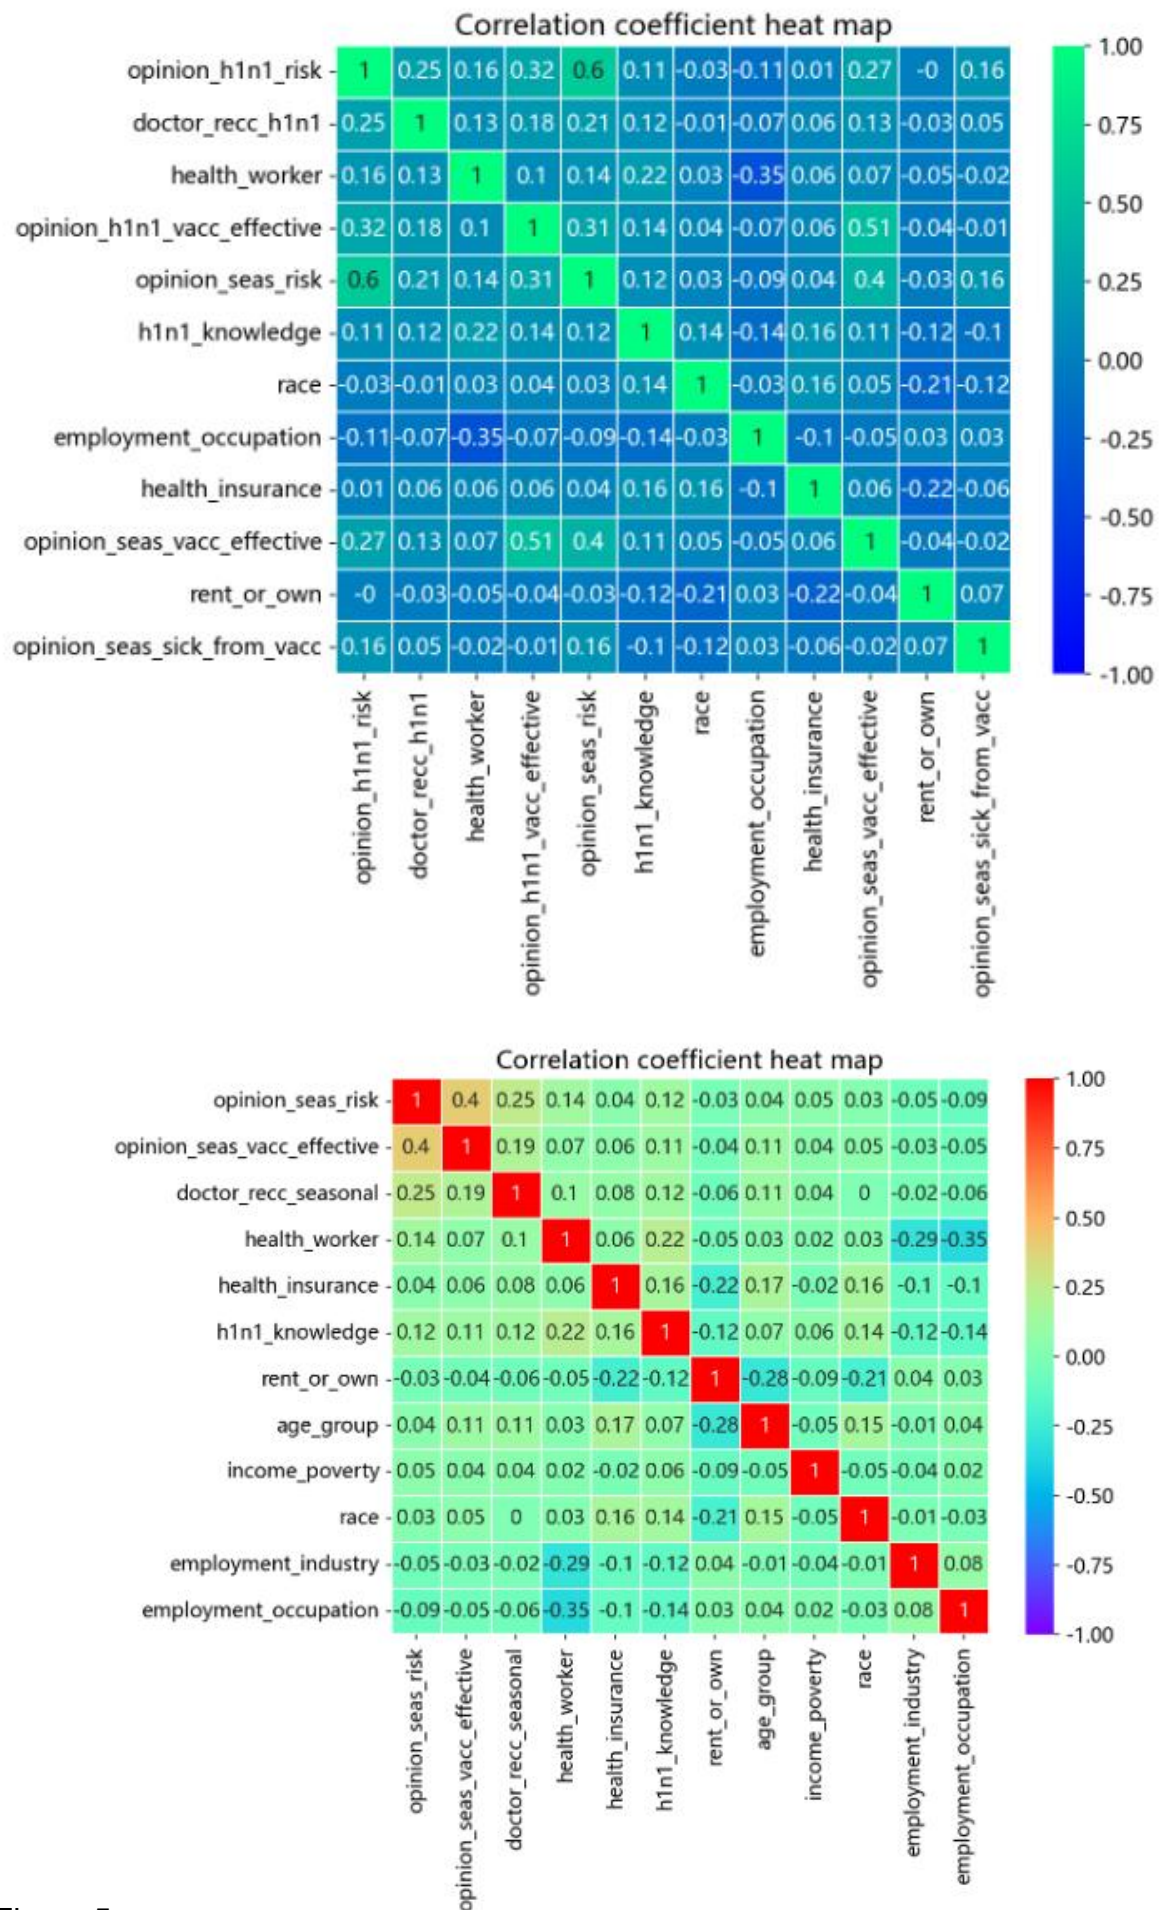 Correlation coefficient heat map
opinion_h1n1_risk 1 0.25 0.16 0.32 0.6 0.11 -0.03 -0.11 0.01 0.27 -0 0.16
doctor_recc_h1n1 0.25 1 0.13 0.18 0.21 0.12 -0.01 -0.07 0.06 0.13 -0.03 0.05
health_worker 0.16 0.13 1 0.1 0.14 0.22 0.03 -0.35 0.06 0.07 -0.05 -0.02
opinion_h1n1_vacc_effective 0.32 0.18 0.1 1 0.31 0.14 0.04 -0.07 0.06 0.51 -0.04 -0.01
opinion_seas_risk 0.6 0.21 0.14 0.31 1 0.12 0.03 -0.09 0.04 0.4 -0.03 0.16
h1n1_knowledge 0.11 0.12 0.22 0.14 0.12 1 0.14 -0.14 0.16 0.11 -0.12 -0.1
race -0.03 -0.01 0.03 0.04 0.03 0.14 1 -0.03 0.16 0.05 -0.21 -0.12
employment_occupation -0.11 -0.07 -0.35 -0.07 -0.09 -0.14 -0.03 1 -0.1 -0.05 0.03 0.03
health_insurance 0.01 0.06 0.06 0.06 0.04 0.16 0.16 -0.1 1 0.06 -0.22 -0.06
opinion_seas_vacc_effective 0.27 0.13 0.07 0.51 0.4 0.11 0.05 -0.05 0.06 1 -0.04 -0.02
rent_or_own -0 -0.03 -0.05 -0.04 -0.03 -0.12 -0.21 0.03 -0.22 -0.04 1 0.07
opinion_seas_sick_from_vacc 0.16 0.05 -0.02 -0.01 0.16 -0.1 -0.12 0.03 -0.06 -0.02 0.07 1
opinion_h1n1_risk
doctor_recc_h1n1
health_worker
opinion_h1n1_vacc_effective
opinion_seas_risk
h1n1_knowledge
race
employment_occupation
health_insurance
opinion_seas_vacc_effective
rent_or_own
opinion_seas_sick_from_vacc
1.00
0.75
0.50
0.25
0.00
-0.25
-0.50
-0.75
-1.00
Correlation coefficient heat map
opinion_seas_risk 1 0.4 0.25 0.14 0.04 0.12 -0.03 0.04 0.05 0.03 -0.05 -0.09
opinion_seas_vacc_effective 0.4 1 0.19 0.07 0.06 0.11 -0.04 0.11 0.04 0.05 -0.03 -0.05
doctor_recc_seasonal 0.25 0.19 1 0.1 0.08 0.12 -0.06 0.11 0.04 0 -0.02 -0.06
health_worker 0.14 0.07 0.1 1 0.06 0.22 -0.05 0.03 0.02 0.03 -0.29 -0.35
health_insurance 0.04 0.06 0.08 0.06 1 0.16 -0.22 0.17 -0.02 0.16 -0.1 -0.1
h1n1_knowledge 0.12 0.11 0.12 0.22 0.16 1 -0.12 0.07 0.06 0.14 -0.12 -0.14
rent_or_own -0.03 -0.04 -0.06 -0.05 -0.22 -0.12 1 -0.28 -0.09 -0.21 0.04 0.03
age_group 0.04 0.11 0.11 0.03 0.17 0.07 -0.28 1 -0.05 0.15 -0.01 0.04
income_poverty 0.05 0.04 0.04 0.02 -0.02 0.06 -0.09 -0.05 1 -0.05 -0.04 0.02
race 0.03 0.05 0 0.03 0.16 0.14 -0.21 0.15 -0.05 1 -0.01 -0.03
employment_industry -0.05 -0.03 -0.02 -0.29 -0.1 -0.12 0.04 -0.01 -0.04 -0.01 1 0.08
employment_occupation -0.09 -0.05 -0.06 -0.35 -0.1 -0.14 0.03 0.04 0.02 -0.03 0.08 1
opinion_seas_risk
opinion_seas_vacc_effective
doctor_recc_seasonal
health_worker
health_insurance
h1n1_knowledge
rent_or_own
age_group
income_poverty
race
employment_industry
employment_occupation
1.00
0.75
0.50
0.25
0.00
-0.25
-0.50
-0.75
-1.00